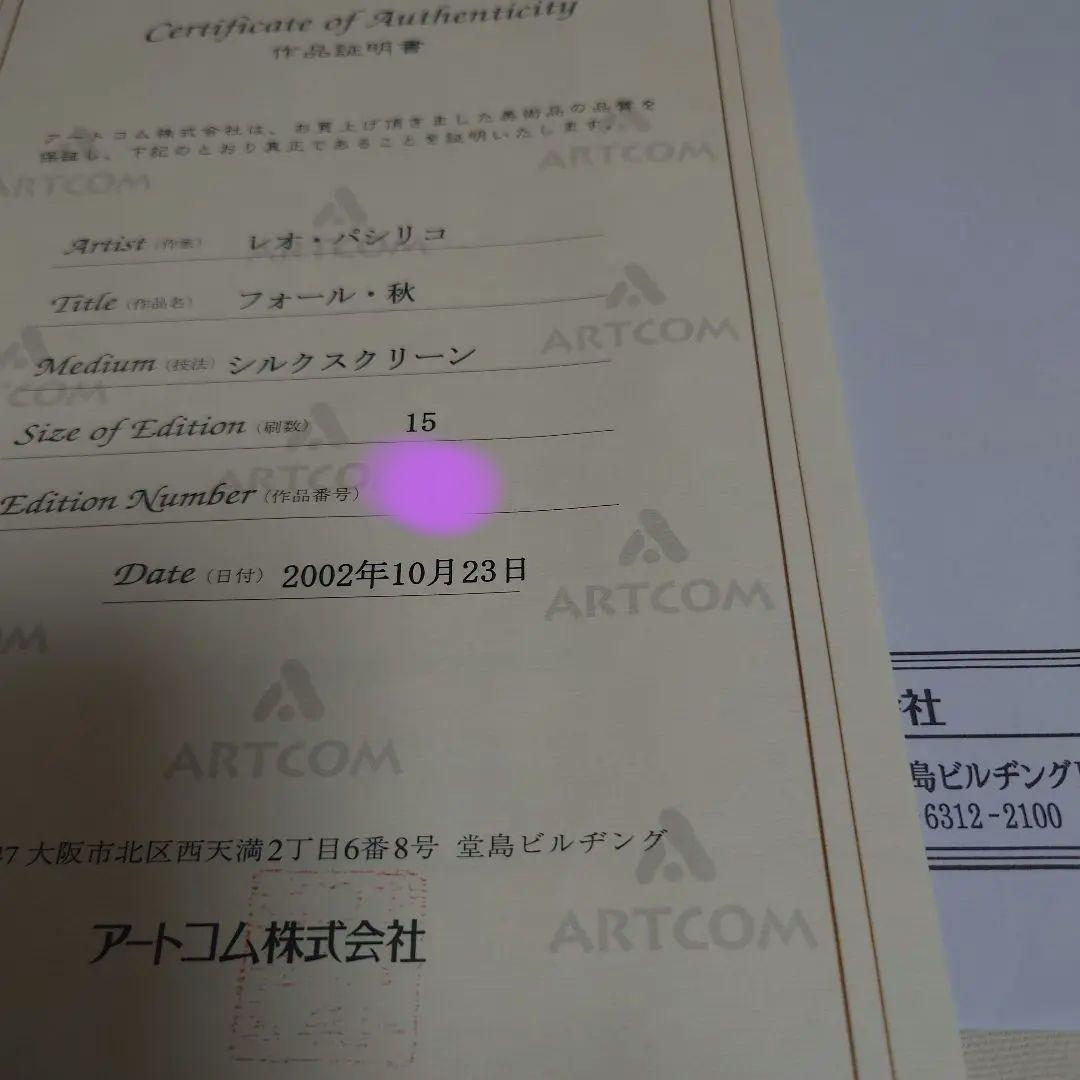 Certificate of Authenticity
作品証明書
アートコム株式会社は、お買上げ頂きました美術品の品質を
保証し、下記のとおり真正であることを証明いたします。
Artist (作家) レオ・パシリコ
Title (作品名) フォール・秋
Medium (技法) シルクスクリーン
Size of Edition (刷数) 15
Edition Number (作品番号)
Date (日付) 2002年10月23日
大阪市北区西天満2丁目6番8号 堂島ビルヂング
アートコム株式会社
社
島ビルヂング
6312-2100
ARTCOM
ARTCOM
ARTCOM
ARTCOM
ARTCOM
ARTCOM